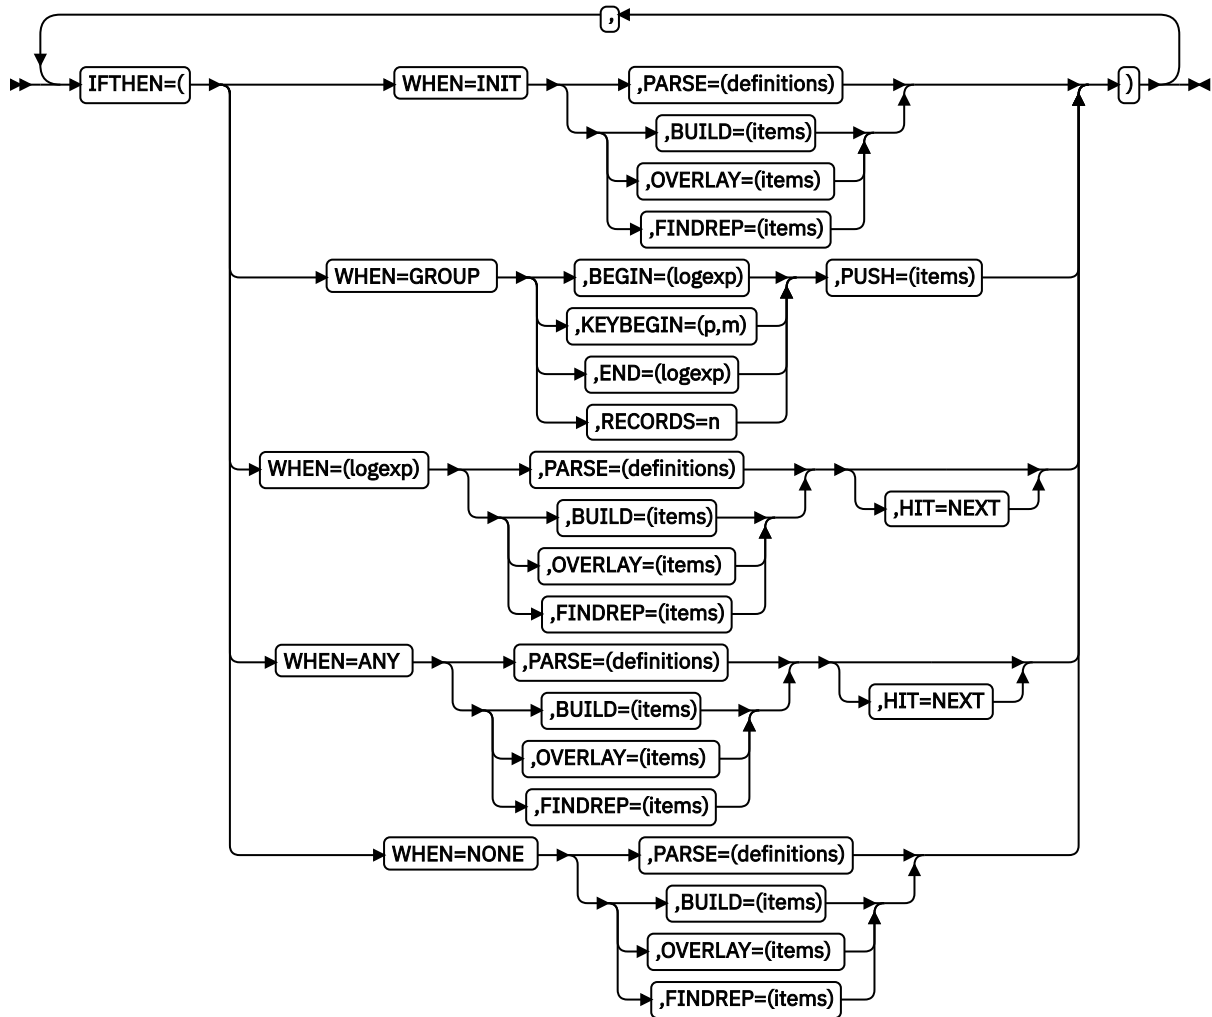 ,
IFTHEN=( WHEN=INIT ,PARSE=(definitions) )
,BUILD=(items)
,OVERLAY=(items)
,FINDREP=(items)
WHEN=GROUP ,BEGIN=(logexp) ,PUSH=(items)
,KEYBEGIN=(p,m)
,END=(logexp)
,RECORDS=n
WHEN=(logexp) ,PARSE=(definitions)
,HIT=NEXT
,BUILD=(items)
,OVERLAY=(items)
,FINDREP=(items)
WHEN=ANY ,PARSE=(definitions)
,HIT=NEXT
,BUILD=(items)
,OVERLAY=(items)
,FINDREP=(items)
WHEN=NONE ,PARSE=(definitions)
,BUILD=(items)
,OVERLAY=(items)
,FINDREP=(items)